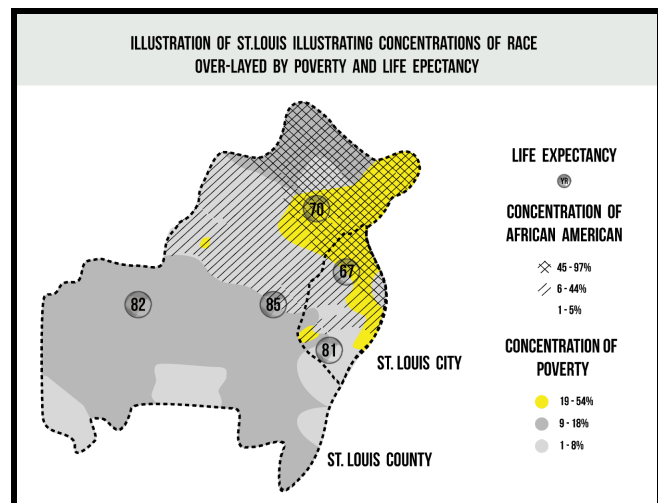 ILLUSTRATION OF ST.LOUIS ILLUSTRATING CONCENTRATIONS OF RACE
OVER-LAYED BY POVERTY AND LIFE EPECTANCY
LIFE EXPECTANCY
YR
CONCENTRATION OF
AFRICAN AMERICAN
45 - 97%
6 - 44%
1 - 5%
CONCENTRATION OF
POVERTY
19 - 54%
9 - 18%
1 - 8%
70
67
82
85
81
ST. LOUIS CITY
ST. LOUIS COUNTY